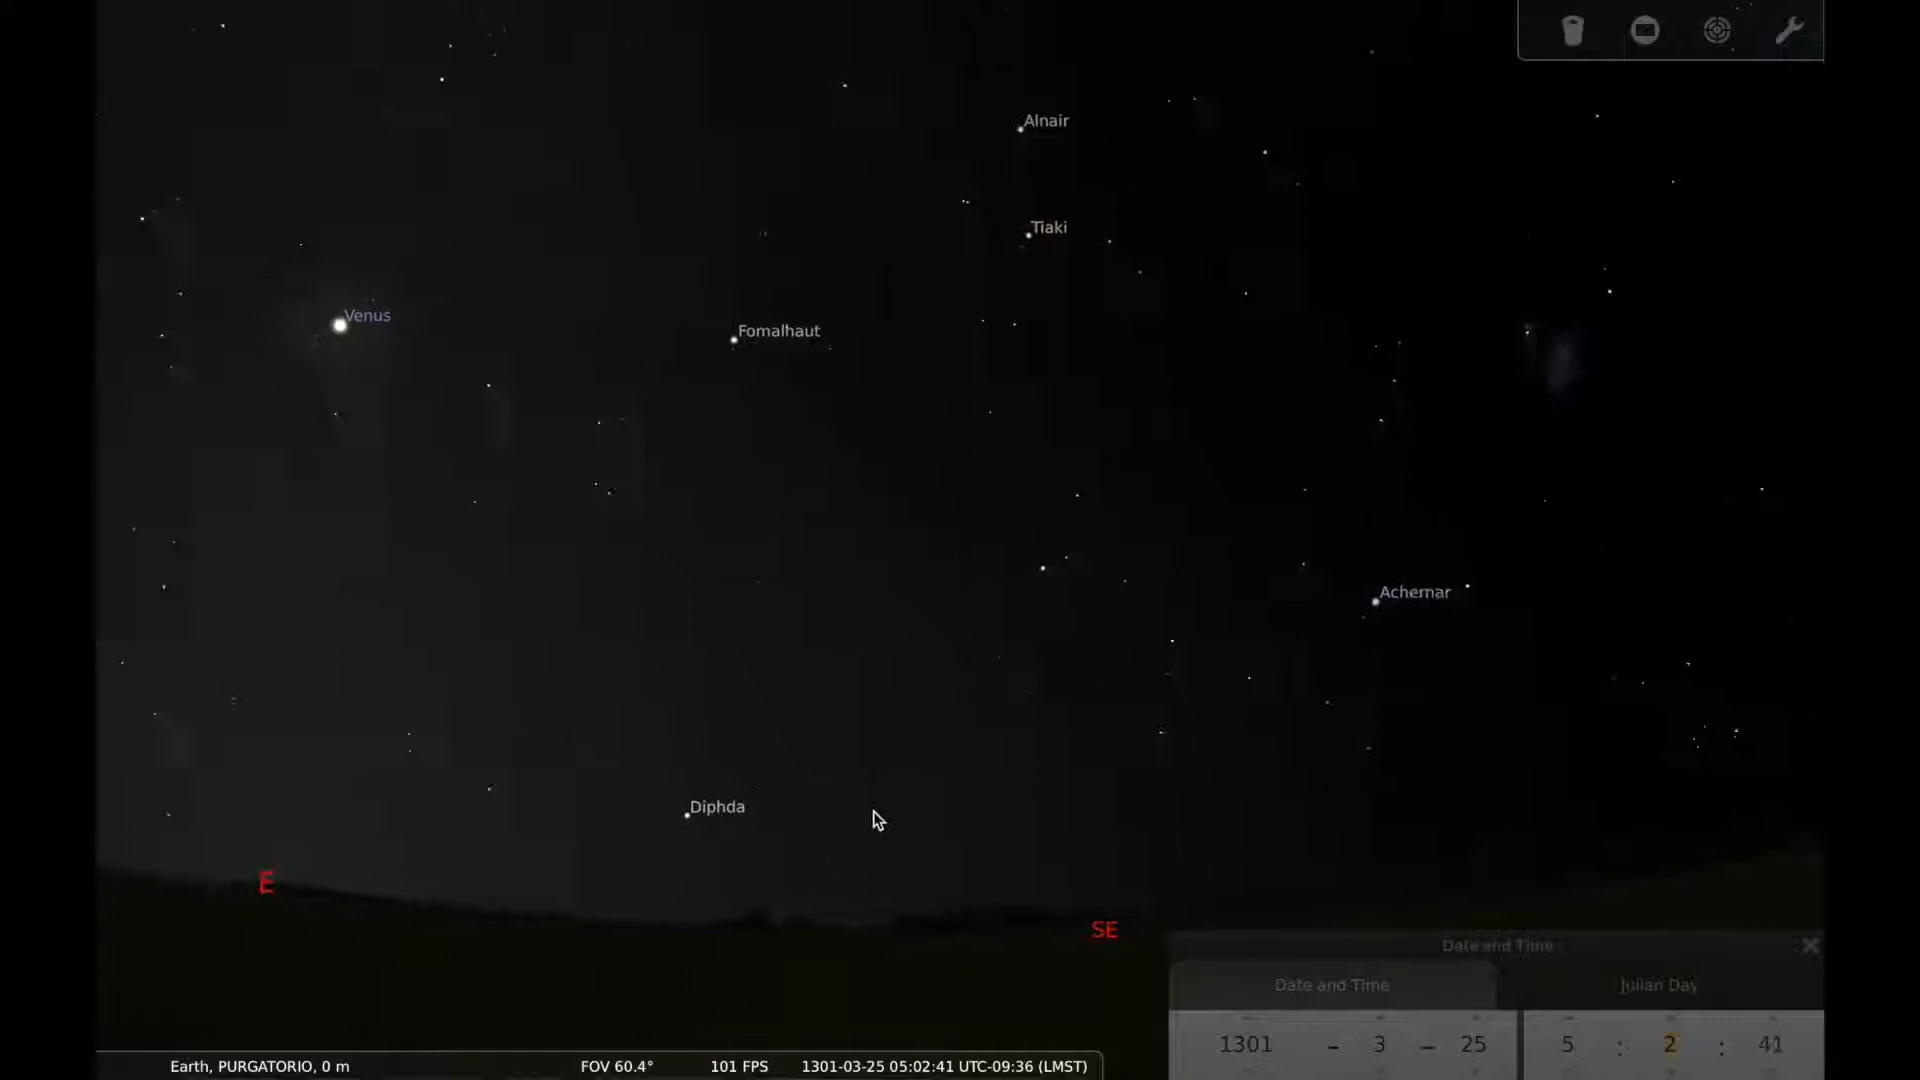 Alnair
Tiaki
Venus
Fomalhaut
Achernar
Diphda
E
SE
Date and Time
Date and Time
Julian Day
1301 - 3 - 25
5 : 2 : 41
Earth, PURGATORIO, 0 m
FOV 60.4°
101 FPS
1301-03-25 05:02:41 UTC-09:36 (LMST)